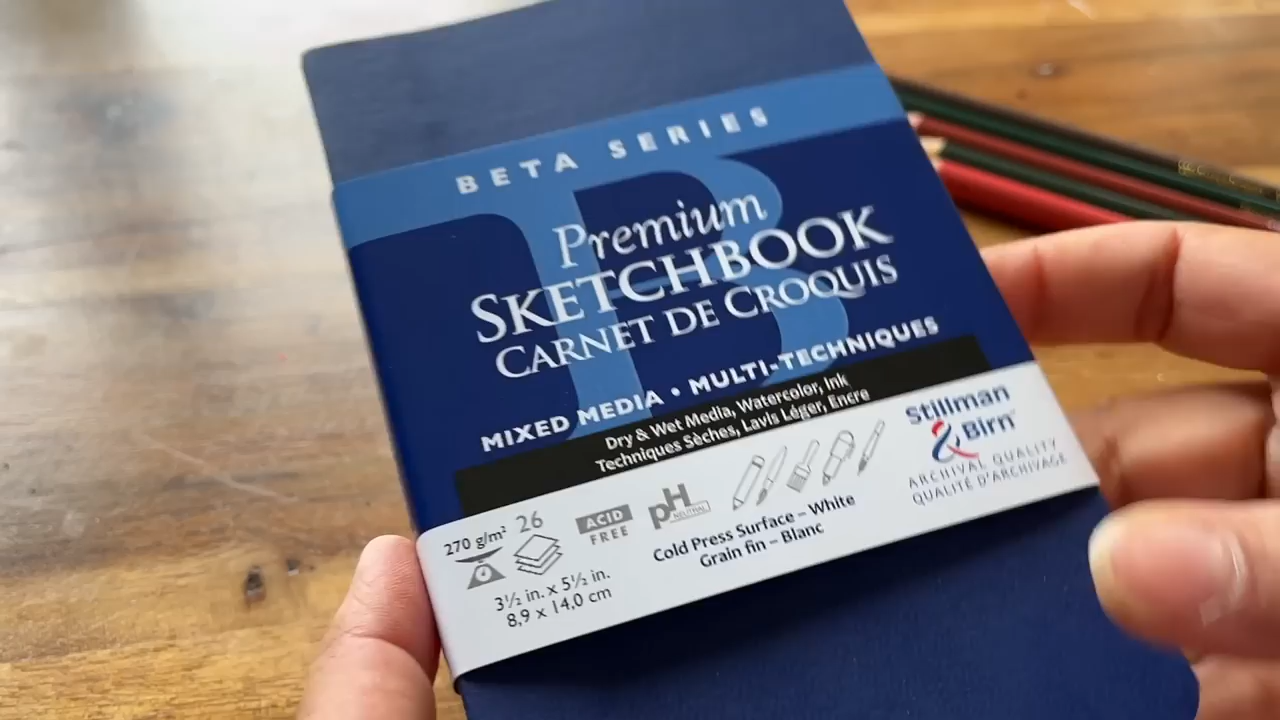 BETA SERIES
Premium
SKETCHBOOK
CARNET DE CROQUIS
MIXED MEDIA • MULTI-TECHNIQUES
Dry & Wet Media, Watercolor, Ink
Techniques Sèches, Lavis Léger, Encre
Stillman
& Birn™
ARCHIVAL QUALITY
QUALITÉ D'ARCHIVAGE
270 g/m² 26
ACID
FREE
pH
NEUTRAL
Cold Press Surface – White
Grain fin – Blanc
3½ in. x 5½ in.
8,9 x 14,0 cm